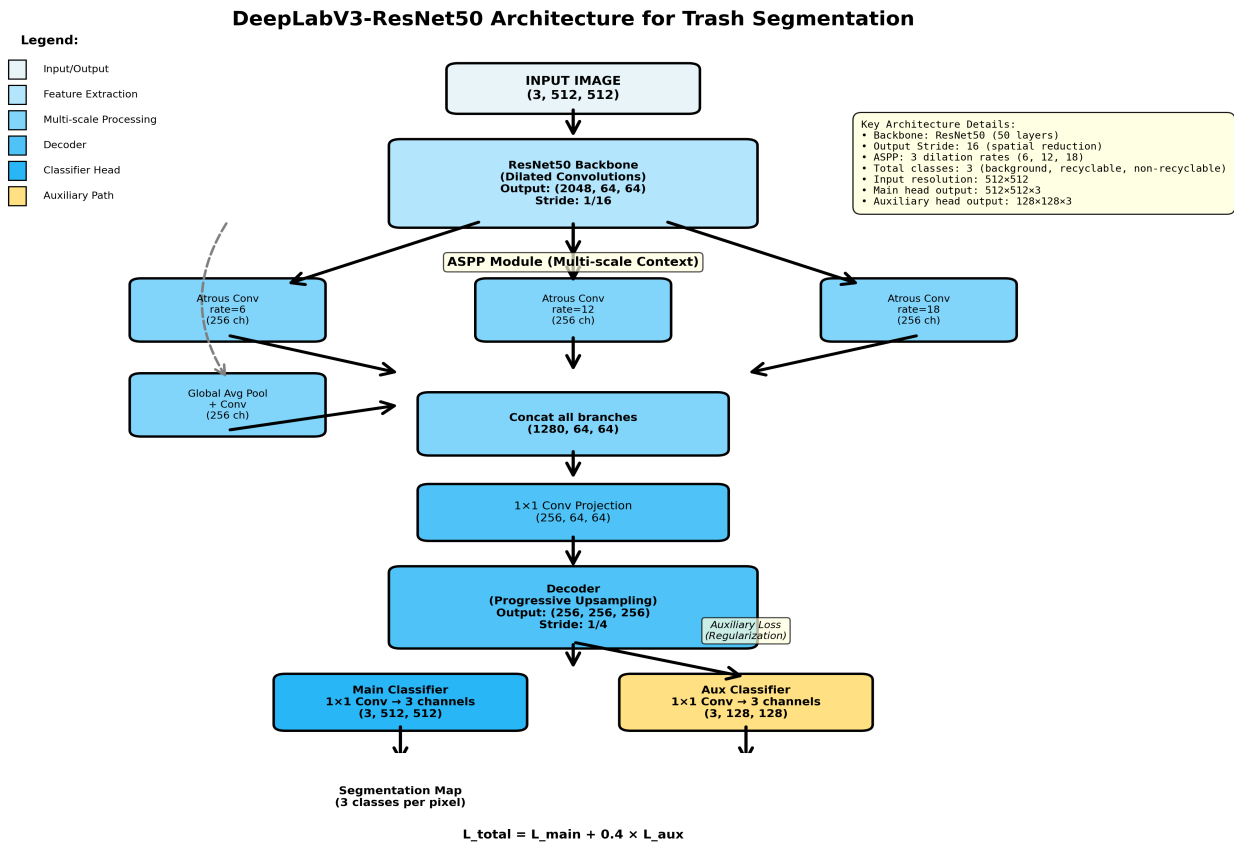 DeepLabV3-ResNet50 Architecture for Trash Segmentation
Legend:
Input/Output
Feature Extraction
Multi-scale Processing
Decoder
Classifier Head
Auxiliary Path
INPUT IMAGE
(3, 512, 512)
Key Architecture Details:
• Backbone: ResNet50 (50 layers)
• Output Stride: 16 (spatial reduction)
• ASPP: 3 dilation rates (6, 12, 18)
• Total classes: 3 (background, recyclable, non-recyclable)
• Input resolution: 512×512
• Main head output: 512×512×3
• Auxiliary head output: 128×128×3
ResNet50 Backbone
(Dilated Convolutions)
Output: (2048, 64, 64)
Stride: 1/16
ASPP Module (Multi-scale Context)
Atrous Conv
rate=6
(256 ch)
Atrous Conv
rate=12
(256 ch)
Atrous Conv
rate=18
(256 ch)
Global Avg Pool
+ Conv
(256 ch)
Concat all branches
(1280, 64, 64)
1×1 Conv Projection
(256, 64, 64)
Decoder
(Progressive Upsampling)
Output: (256, 256, 256)
Stride: 1/4
Auxiliary Loss
(Regularization)
Main Classifier
1×1 Conv → 3 channels
(3, 512, 512)
Aux Classifier
1×1 Conv → 3 channels
(3, 128, 128)
Segmentation Map
(3 classes per pixel)
L_total = L_main + 0.4 × L_aux